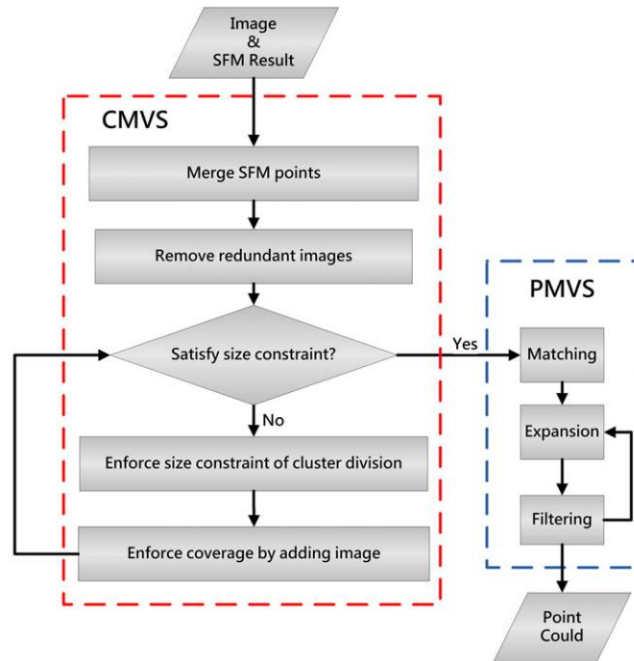 Image
&
SFM Result
CMVS
Merge SFM points
Remove redundant images
Satisfy size constraint?
Yes
No
Enforce size constraint of cluster division
Enforce coverage by adding image
PMVS
Matching
Expansion
Filtering
Point
Could